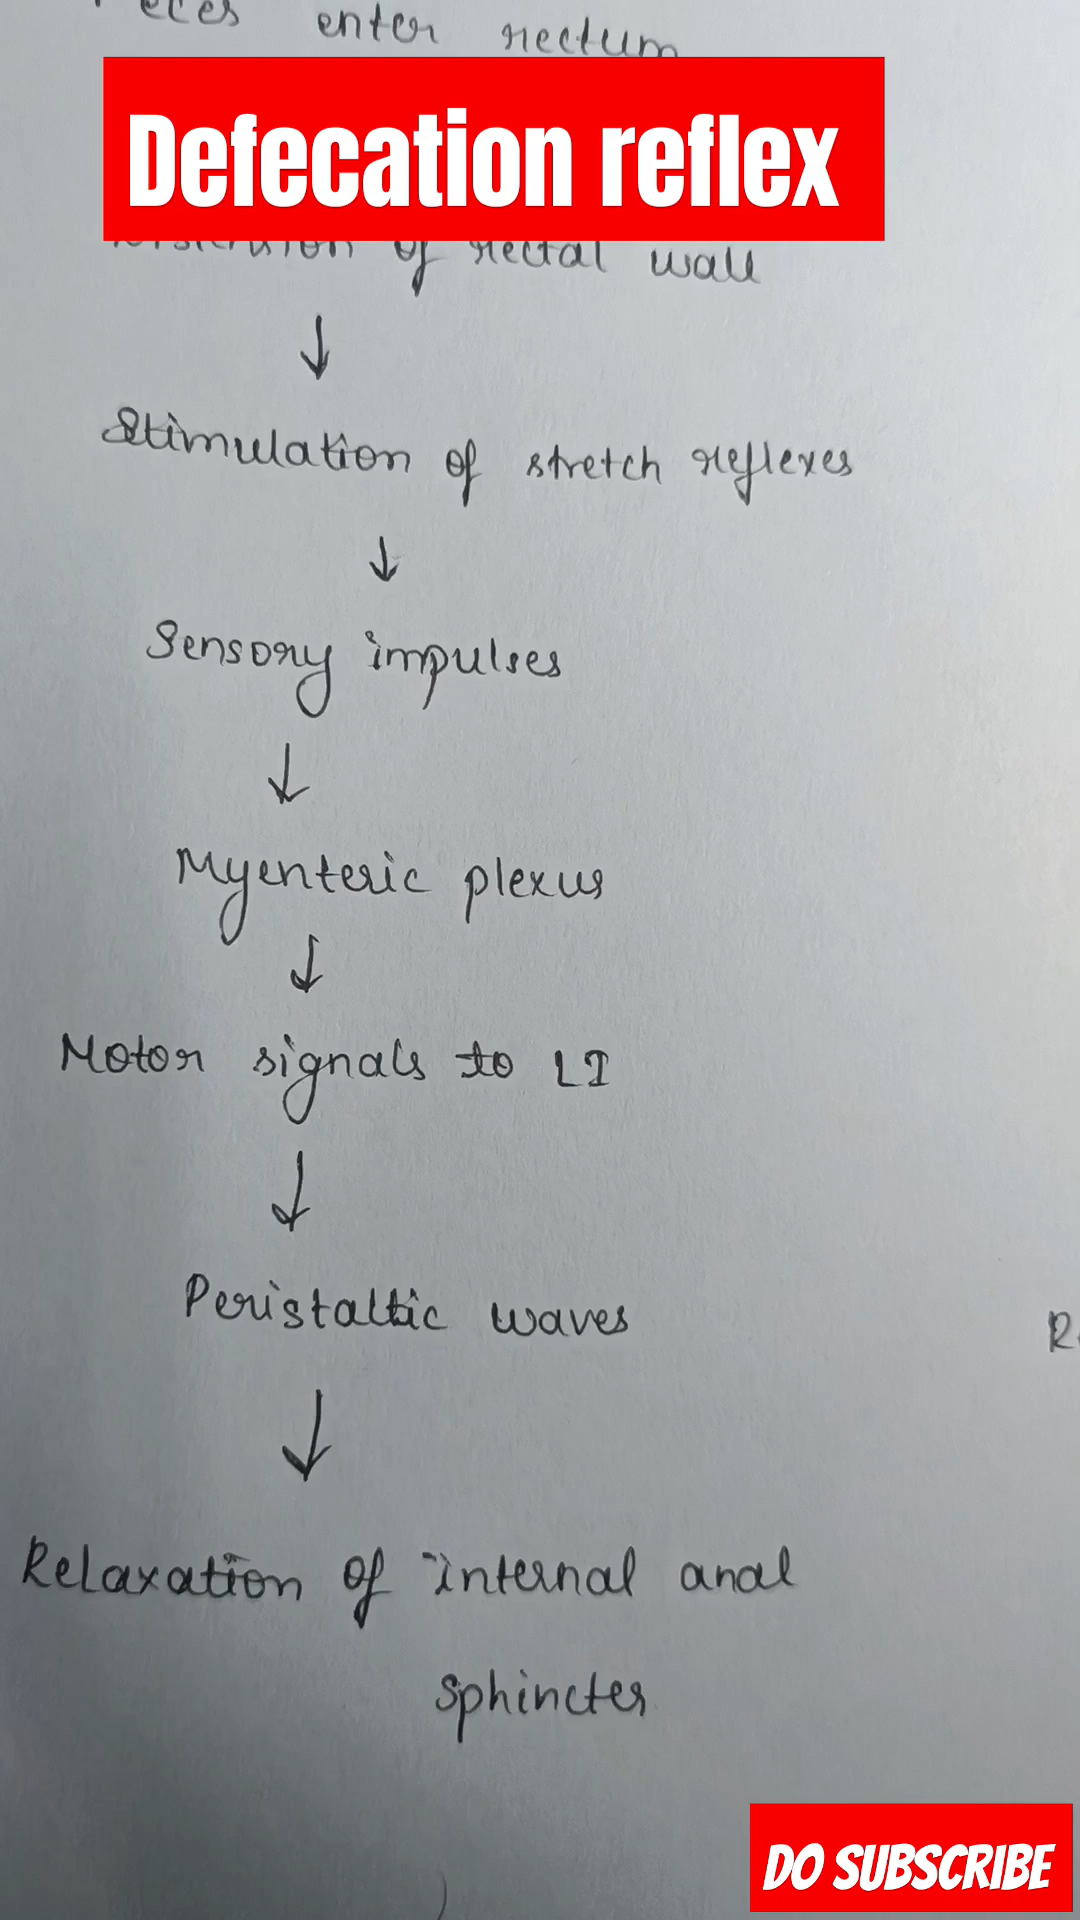 enter rectum
Defecation reflex
of rectal wall
↓
Stimulation of stretch reflexes
↓
Sensory impulses
↓
Myenteric plexus
↓
Motor signals to LI
↓
Peristaltic waves
↓
Relaxation of internal anal
sphincter
DO SUBSCRIBE